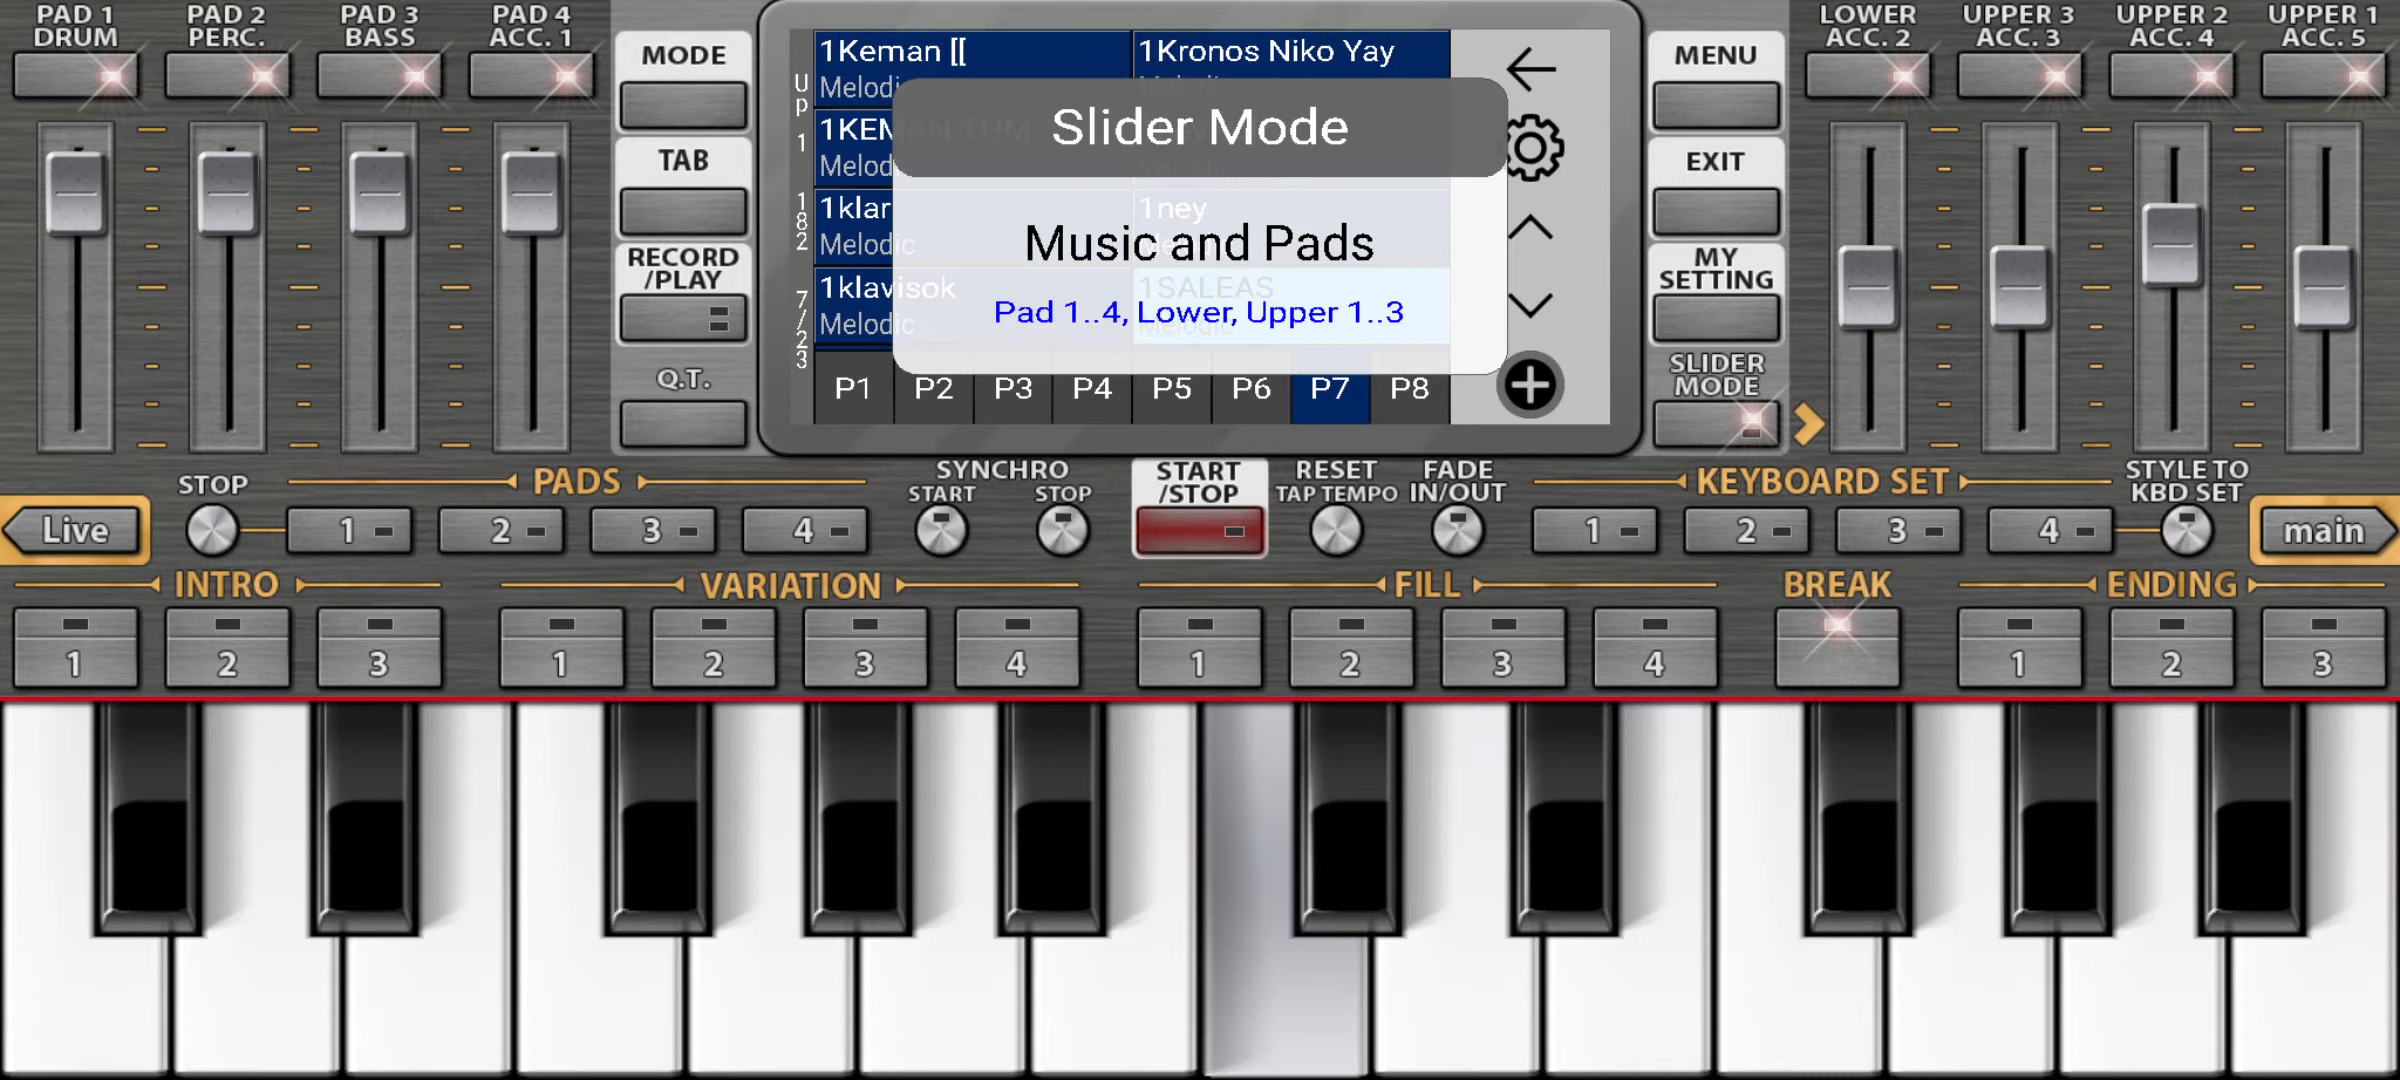 PAD 1
DRUM
PAD 2
PERC.
PAD 3
BASS
PAD 4
ACC. 1
MODE
TAB
RECORD
/PLAY
Q.T.
Up 1
182
7/23
1Keman [[
Melodi
1Kronos Niko Yay
1KEMAN THM
Melod
1klar
Melodic
1ney
1klavisok
Melodic
1SALEAS
Melodic
P1 P2 P3 P4 P5 P6 P7 P8
Slider Mode
Music and Pads
Pad 1..4, Lower, Upper 1..3
MENU
EXIT
MY
SETTING
SLIDER
MODE
LOWER
ACC. 2
UPPER 3
ACC. 3
UPPER 2
ACC. 4
UPPER 1
ACC. 5
Live
STOP
PADS
1 2 3 4
SYNCHRO
START STOP
START
/STOP
RESET
TAP TEMPO
FADE
IN/OUT
KEYBOARD SET
1 2 3 4
STYLE TO
KBD SET
main
INTRO
1 2 3
VARIATION
1 2 3 4
FILL
1 2 3 4
BREAK
ENDING
1 2 3